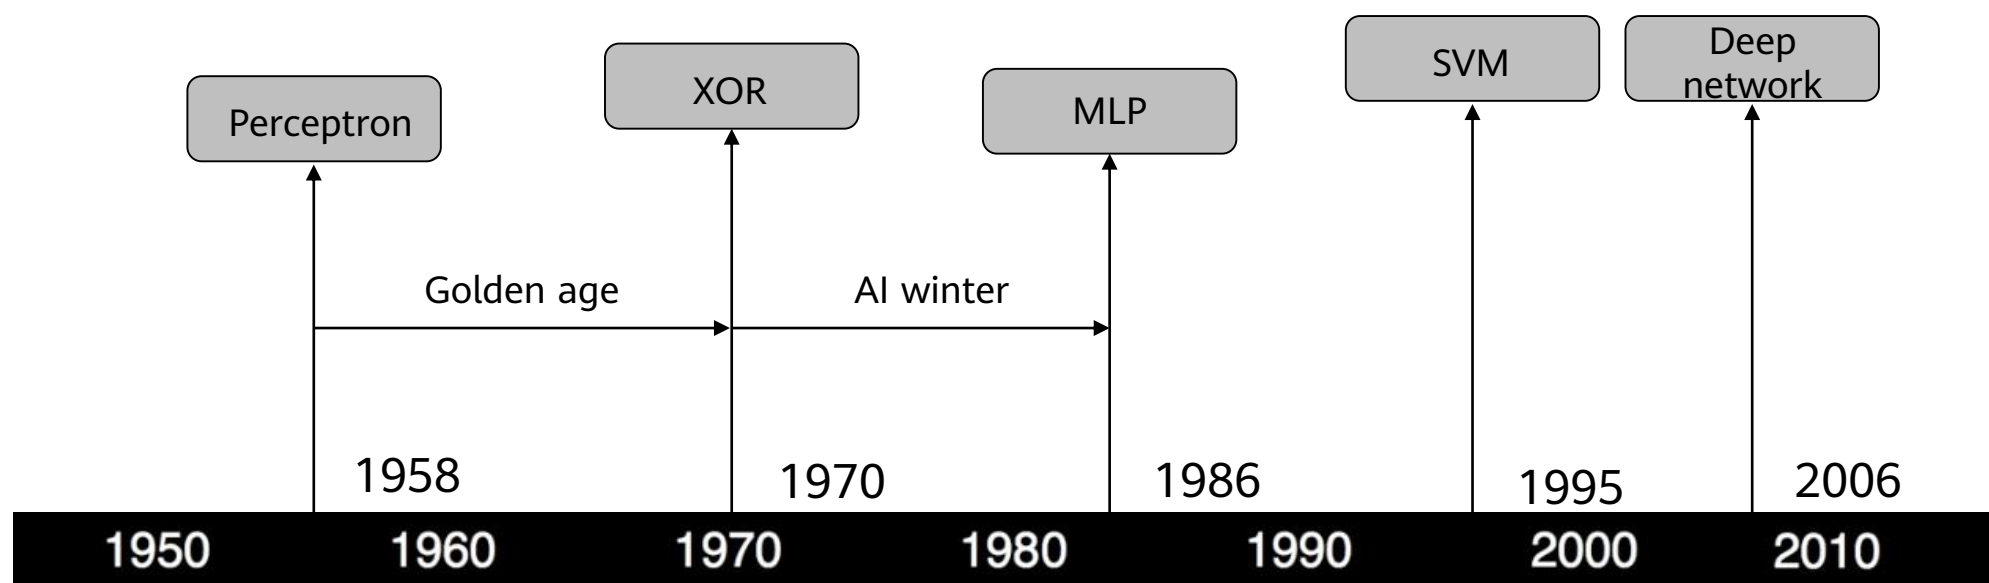 Perceptron
XOR
MLP
SVM
Deep
network
Golden age
AI winter
1958
1970
1986
1995
2006
1950
1960
1970
1980
1990
2000
2010